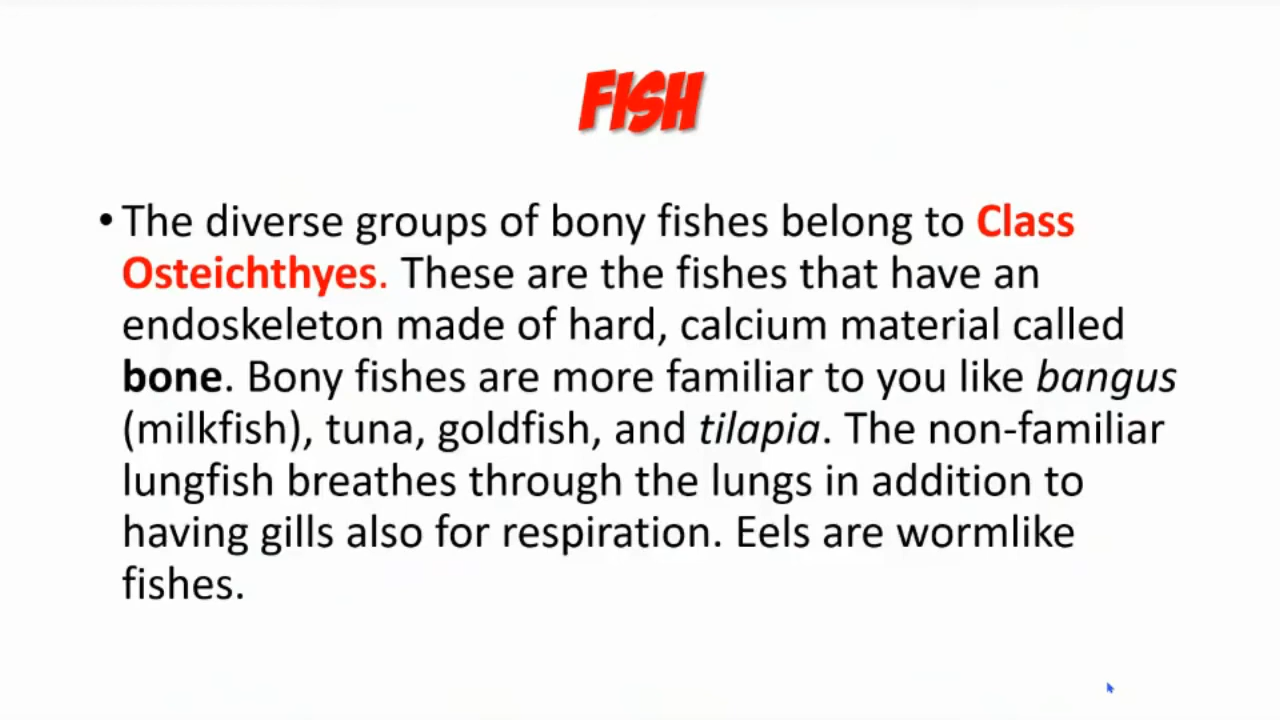 FISH
• The diverse groups of bony fishes belong to Class
Osteichthyes. These are the fishes that have an
endoskeleton made of hard, calcium material called
bone. Bony fishes are more familiar to you like bangus
(milkfish), tuna, goldfish, and tilapia. The non-familiar
lungfish breathes through the lungs in addition to
having gills also for respiration. Eels are wormlike
fishes.